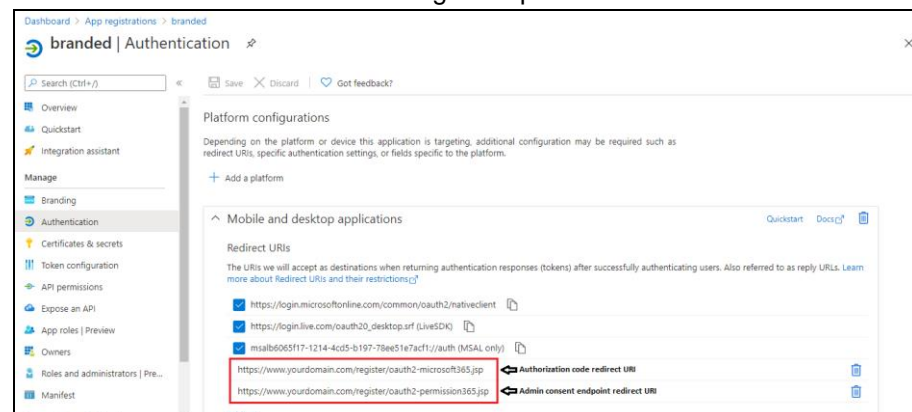 Dashboard > App registrations > branded
branded | Authentication
Search (Ctrl+/)
«
Save Discard Got feedback?
Overview
Quickstart
Integration assistant
Manage
Branding
Authentication
Certificates & secrets
Token configuration
API permissions
Expose an API
App roles | Preview
Owners
Roles and administrators | Pre...
Manifest
Platform configurations
Depending on the platform or device this application is targeting, additional configuration may be required such as
redirect URIs, specific authentication settings, or fields specific to the platform.
+ Add a platform
Mobile and desktop applications
Quickstart Docs
Redirect URIs
The URIs we will accept as destinations when returning authentication responses (tokens) after successfully authenticating users. Also referred to as reply URLs. Learn
more about Redirect URIs and their restrictions
https://login.microsoftonline.com/common/oauth2/nativeclient
https://login.live.com/oauth20_desktop.srf (LiveSDK)
msalb6065f17-1214-4cd5-b197-78ee51e7acf1://auth (MSAL only)
https://www.yourdomain.com/register/oauth2-microsoft365.jsp Authorization code redirect URI
https://www.yourdomain.com/register/oauth2-permission365.jsp Admin consent endpoint redirect URI